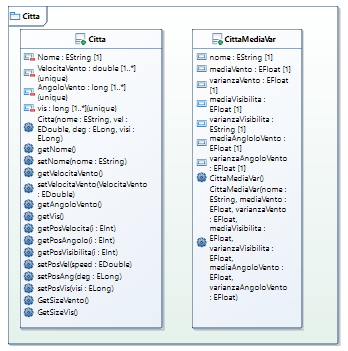 Citta
Citta
Nome : EString [1]
VelocitaVento : double [1..*]
(unique)
AngoloVento : long [1..*]
(unique)
vis : long [1..*](unique)
Citta(nome : EString, vel :
EDouble, deg : ELong, visi :
ELong)
getNome()
setNome(nome : EString)
getVelocitaVento()
setVelocitaVento(VelocitaVento
: EDouble)
getAngoloVento()
getVis()
getPosVelocita(i : EInt)
getPosAngolo(i : EInt)
getPosVisibilita(i : EInt)
setPosVel(speed : EDouble)
setPosAng(deg : ELong)
setPosVis(visi : ELong)
GetSizeVento()
GetSizeVis()
CittaMediaVar
nome : EString [1]
mediaVento : EFloat [1]
varianzaVento : EFloat
[1]
mediaVisibilita :
EFloat [1]
varianzaVisibilita :
EString [1]
mediaAngloloVento :
EFloat [1]
varianzaAngoloVento :
EFloat [1]
CittaMediaVar()
CittaMediaVar(nome :
EString, mediaVento :
EFloat, varianzaVento :
EFloat,
mediaVisibilita :
EFloat,
varianzaVisibilita :
EFloat,
mediaAngoloVento :
EFloat,
varianzaAngoloVento :
EFloat)